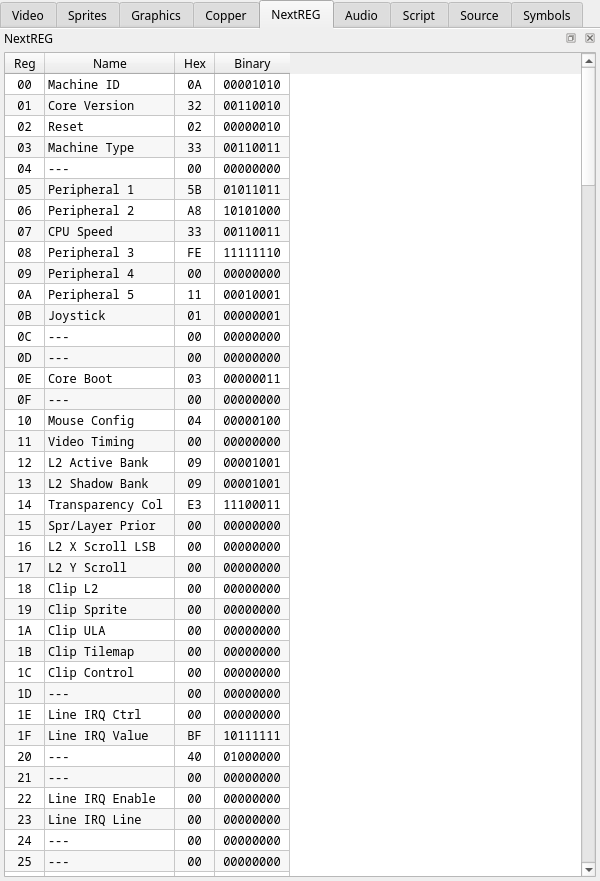 Video Sprites Graphics Copper NextREG Audio Script Source Symbols
NextREG
Reg Name Hex Binary
00 Machine ID 0A 00001010
01 Core Version 32 00110010
02 Reset 02 00000010
03 Machine Type 33 00110011
04 --- 00 00000000
05 Peripheral 1 5B 01011011
06 Peripheral 2 A8 10101000
07 CPU Speed 33 00110011
08 Peripheral 3 FE 11111110
09 Peripheral 4 00 00000000
0A Peripheral 5 11 00010001
0B Joystick 01 00000001
0C --- 00 00000000
0D --- 00 00000000
0E Core Boot 03 00000011
0F --- 00 00000000
10 Mouse Config 04 00000100
11 Video Timing 00 00000000
12 L2 Active Bank 09 00001001
13 L2 Shadow Bank 09 00001001
14 Transparency Col E3 11100011
15 Spr/Layer Prior 00 00000000
16 L2 X Scroll LSB 00 00000000
17 L2 Y Scroll 00 00000000
18 Clip L2 00 00000000
19 Clip Sprite 00 00000000
1A Clip ULA 00 00000000
1B Clip Tilemap 00 00000000
1C Clip Control 00 00000000
1D --- 00 00000000
1E Line IRQ Ctrl 00 00000000
1F Line IRQ Value BF 10111111
20 --- 40 01000000
21 --- 00 00000000
22 Line IRQ Enable 00 00000000
23 Line IRQ Line 00 00000000
24 --- 00 00000000
25 --- 00 00000000